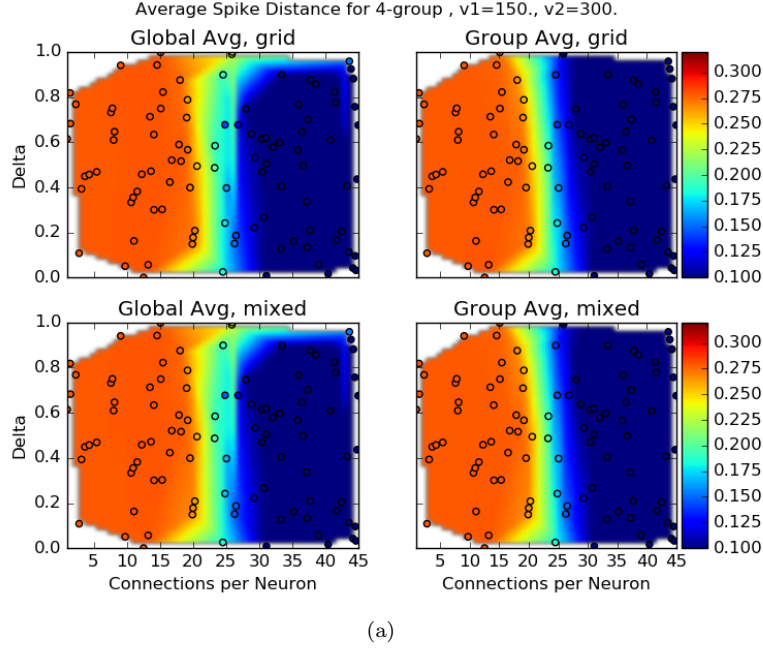 Average Spike Distance for 4-group , v1=150., v2=300.
Global Avg, grid
Group Avg, grid
Delta
1.0
0.8
0.6
0.4
0.2
0.0
0.300
0.275
0.250
0.225
0.200
0.175
0.150
0.125
0.100
Global Avg, mixed
Group Avg, mixed
Delta
1.0
0.8
0.6
0.4
0.2
0.0
0.300
0.275
0.250
0.225
0.200
0.175
0.150
0.125
0.100
5 10 15 20 25 30 35 40 45
5 10 15 20 25 30 35 40 45
Connections per Neuron
Connections per Neuron
(a)